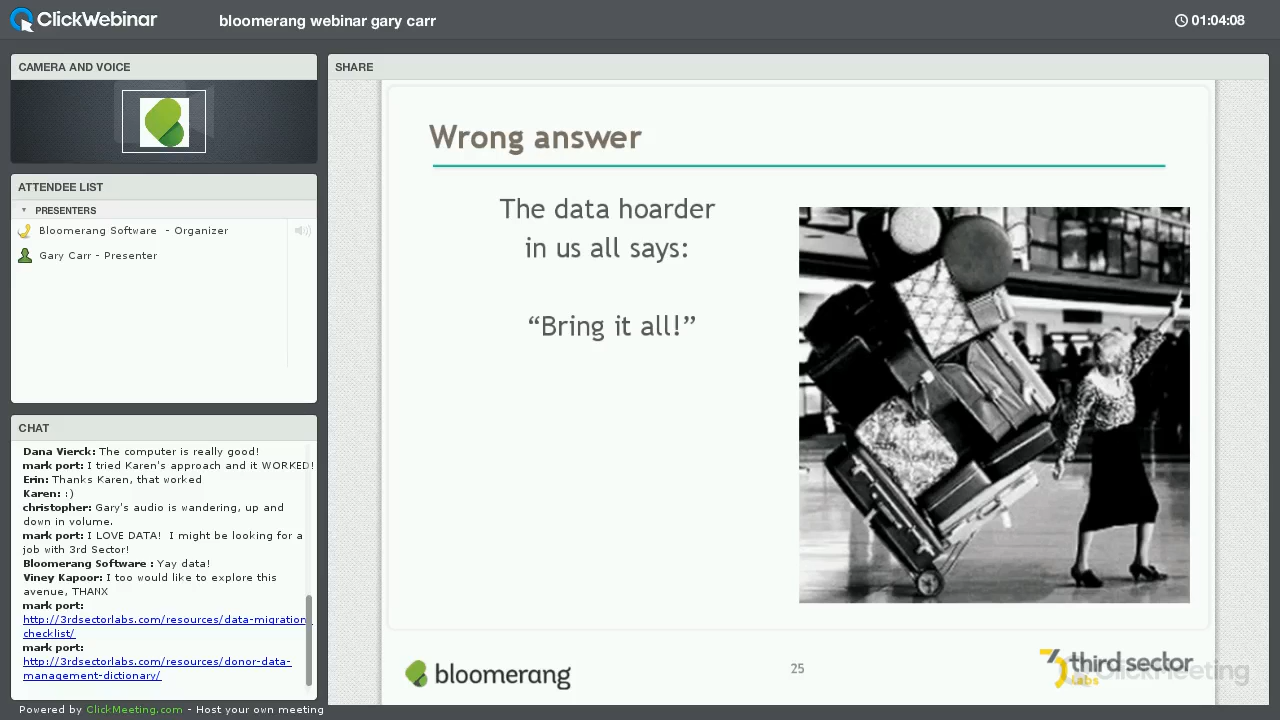 ClickWebinar
bloomerang webinar gary carr
01:04:08
CAMERA AND VOICE
ATTENDEE LIST
PRESENTERS
Bloomerang Software - Organizer
Gary Carr - Presenter
CHAT
Dana Vierck: The computer is really good!
mark port: I tried Karen's approach and it WORKED!
Erin: Thanks Karen, that worked
Karen: :)
christopher: Gary's audio is wandering, up and
down in volume.
mark port: I LOVE DATA! I might be looking for a
job with 3rd Sector!
Bloomerang Software : Yay data!
Viney Kapoor: I too would like to explore this
avenue. THANX
mark port:
http://3rdsectorlabs.com/resources/data-migration-
checklist/
mark port:
http://3rdsectorlabs.com/resources/donor-data-
management-dictionary/
Powered by ClickMeeting.com - Host your own meeting
SHARE
Wrong answer
The data hoarder
in us all says:
“Bring it all!”
bloomerang
25
third sector
Labs
ClickMeeting